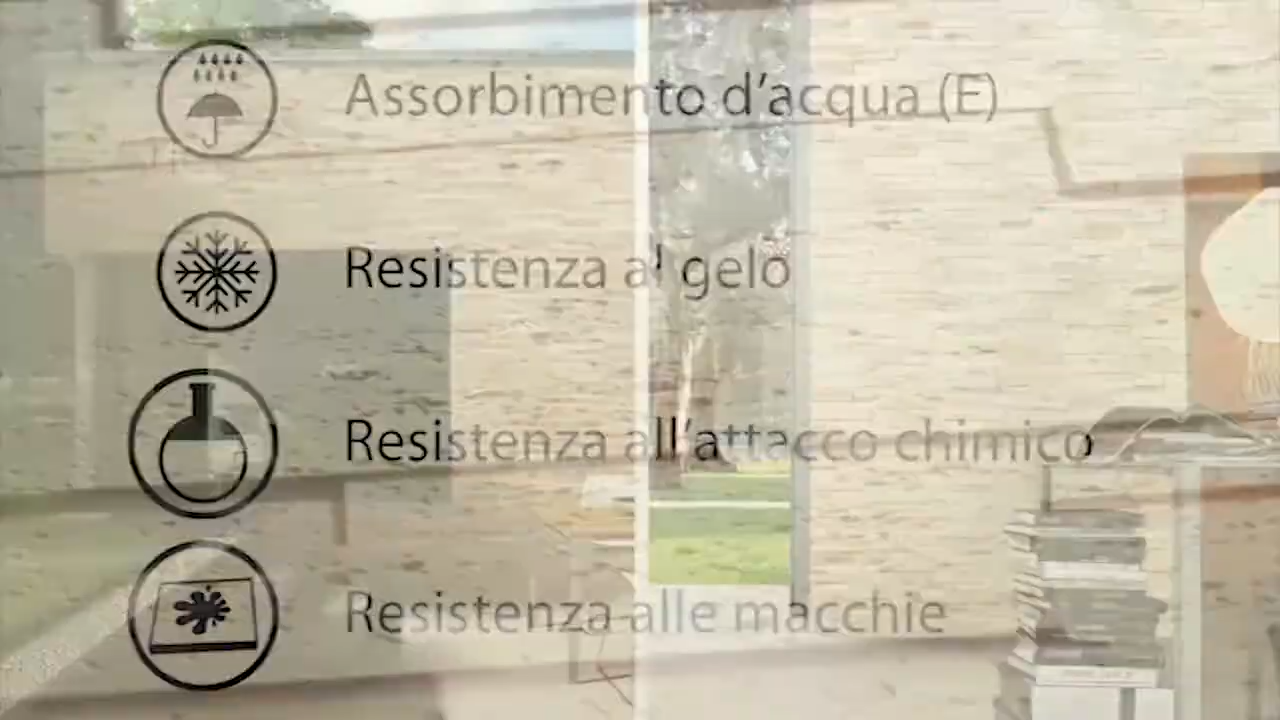 Assorbimento d'acqua (E)
Resistenza al gelo
Resistenza all'attacco chimico
Resistenza alle macchie